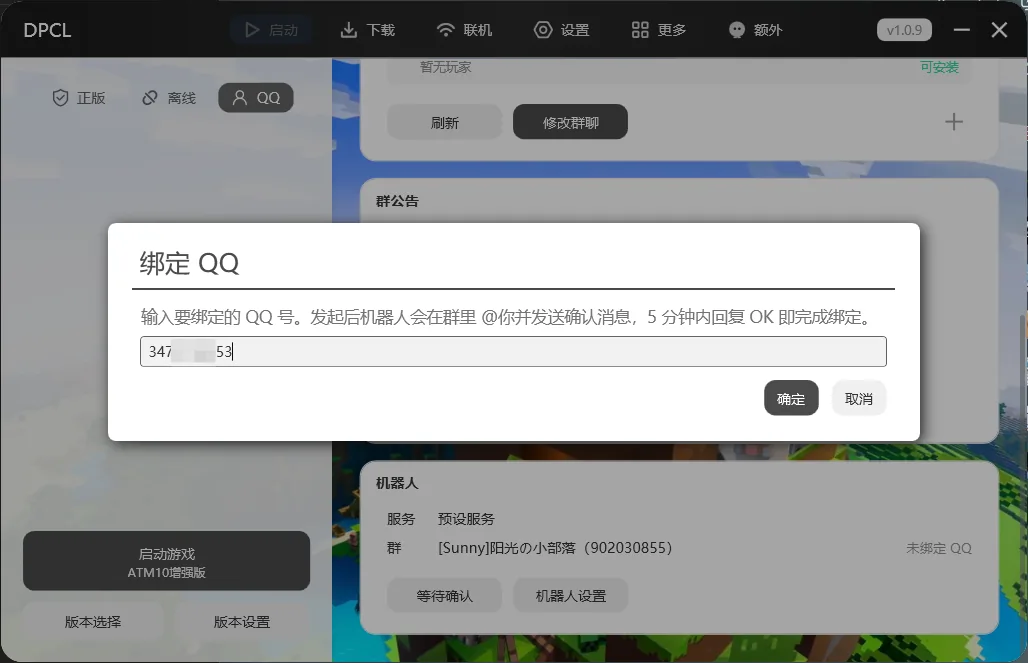 DPCL
启动
下载
联机
设置
更多
额外
v1.0.9
正版
离线
QQ
暂无玩家
可安装
刷新
修改群聊
群公告
绑定 QQ
输入要绑定的 QQ 号。发起后机器人会在群里 @你并发送确认消息，5 分钟内回复 OK 即完成绑定。
347 53
确定
取消
机器人
服务 预设服务
群 [Sunny]阳光の小部落（902030855） 未绑定 QQ
等待确认
机器人设置
启动游戏
ATM10增强版
版本选择
版本设置